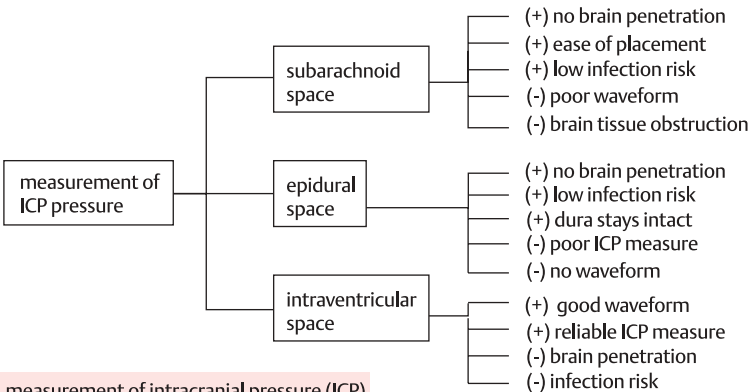 measurement of
ICP pressure
subarachnoid
space
(+) no brain penetration
(+) ease of placement
(+) low infection risk
(-) poor waveform
(-) brain tissue obstruction
epidural
space
(+) no brain penetration
(+) low infection risk
(+) dura stays intact
(-) poor ICP measure
(-) no waveform
intraventricular
space
(+) good waveform
(+) reliable ICP measure
(-) brain penetration
(-) infection risk
measurement of intracranial pressure (ICP)